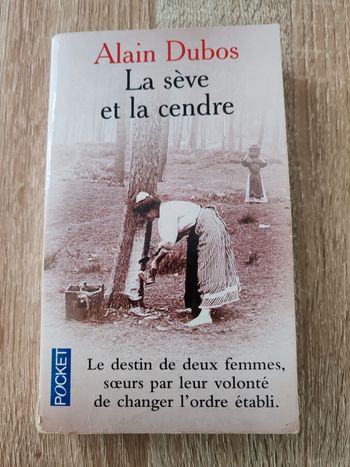 Alain Dubos
La sève
et la cendre
Le destin de deux femmes,
sœurs par leur volonté
de changer l'ordre établi.
POCKET